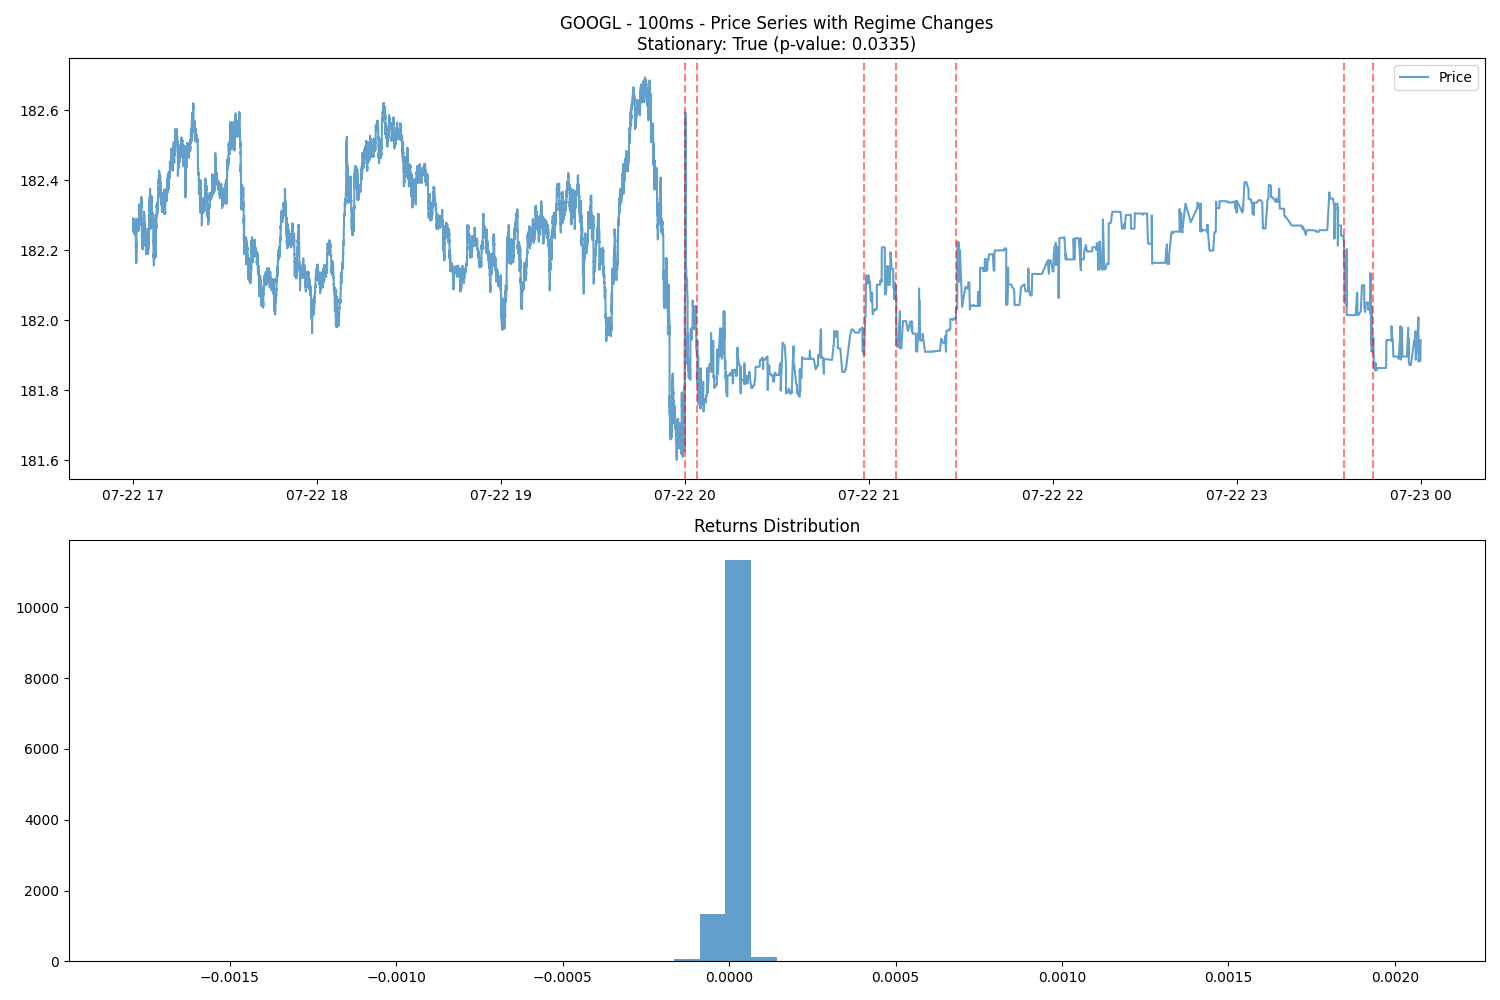 GOOGL - 100ms - Price Series with Regime Changes
Stationary: True (p-value: 0.0335)
Price
182.6
182.4
182.2
182.0
181.8
181.6
07-22 17 07-22 18 07-22 19 07-22 20 07-22 21 07-22 22 07-22 23 07-23 00
Returns Distribution
10000
8000
6000
4000
2000
0
−0.0015 −0.0010 −0.0005 0.0000 0.0005 0.0010 0.0015 0.0020